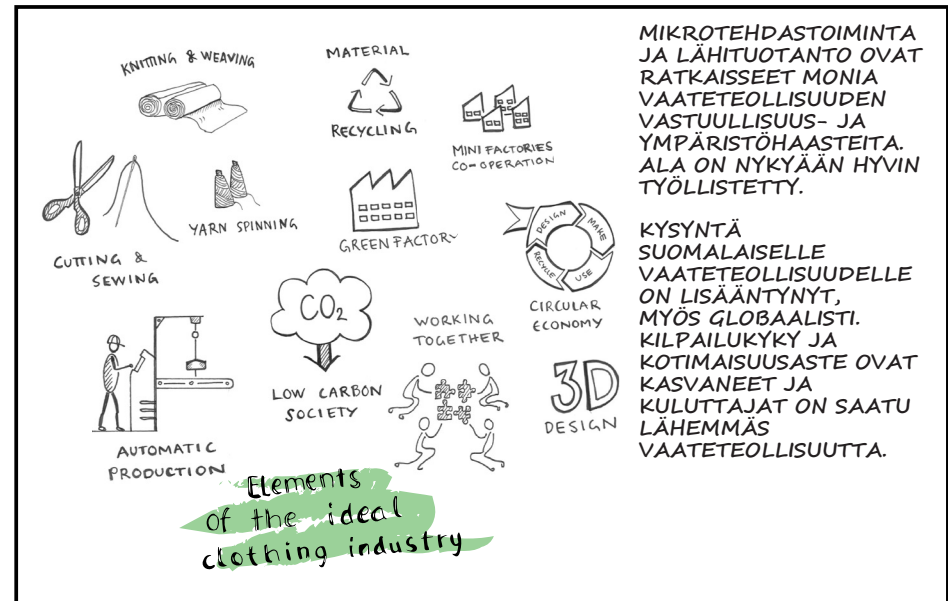 KNITTING & WEAVING
MATERIAL
RECYCLING
MINI FACTORIES
CO-OPERATION
YARN SPINNING
GREEN FACTORY
CUTTING &
SEWING
DESIGN
MAKE
USE
RECYCLE
CIRCULAR
ECONOMY
CO2
LOW CARBON
SOCIETY
WORKING
TOGETHER
3D
DESIGN
AUTOMATIC
PRODUCTION
Elements
of the ideal
clothing industry
MIKROTEHDASTOIMINTA
JA LÄHITUOTANTO OVAT
RATKAISSEET MONIA
VAATETEOLLISUUDEN
VASTUULLISUUS- JA
YMPÄRISTÖHAASTEITA.
ALA ON NYKYÄÄN HYVIN
TYÖLLISTETTY.
KYSYNTÄ
SUOMALAISELLE
VAATETEOLLISUUDELLE
ON LISÄÄNTYNYT,
MYÖS GLOBAALISTI.
KILPAILUKYKY JA
KOTIMAISUUSASTE OVAT
KASVANEET JA
KULUTTAJAT ON SAATU
LÄHEMMÄS
VAATETEOLLISUUTTA.